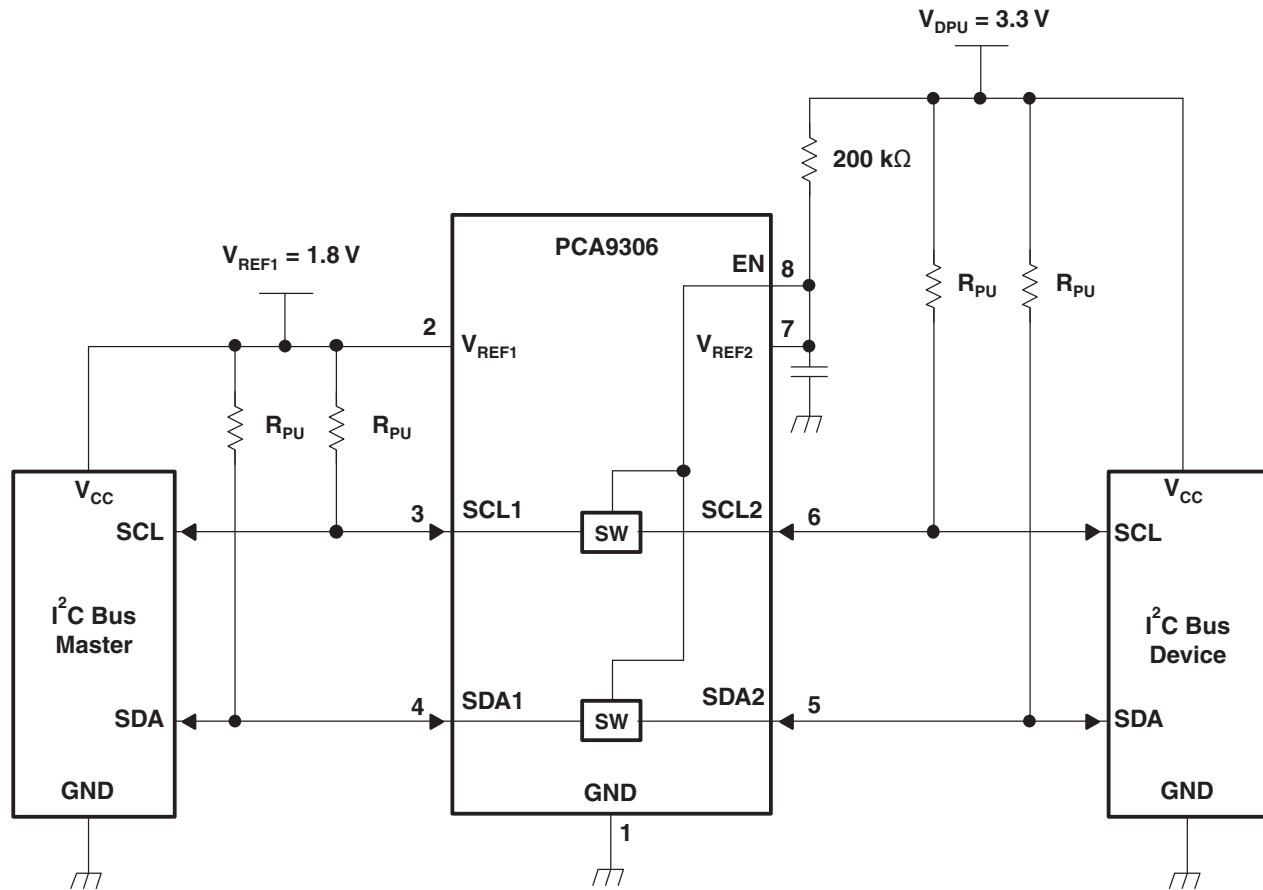 V_DPU = 3.3 V
200 kΩ
PCA9306
EN
8
V_REF1 = 1.8 V
R_PU
R_PU
2
7
V_REF1
V_REF2
R_PU
R_PU
V_CC
V_CC
SCL
3
SCL1
SW
SCL2
6
SCL
I²C Bus
Master
I²C Bus
Device
SDA
4
SDA1
SW
SDA2
5
SDA
GND
GND
GND
1